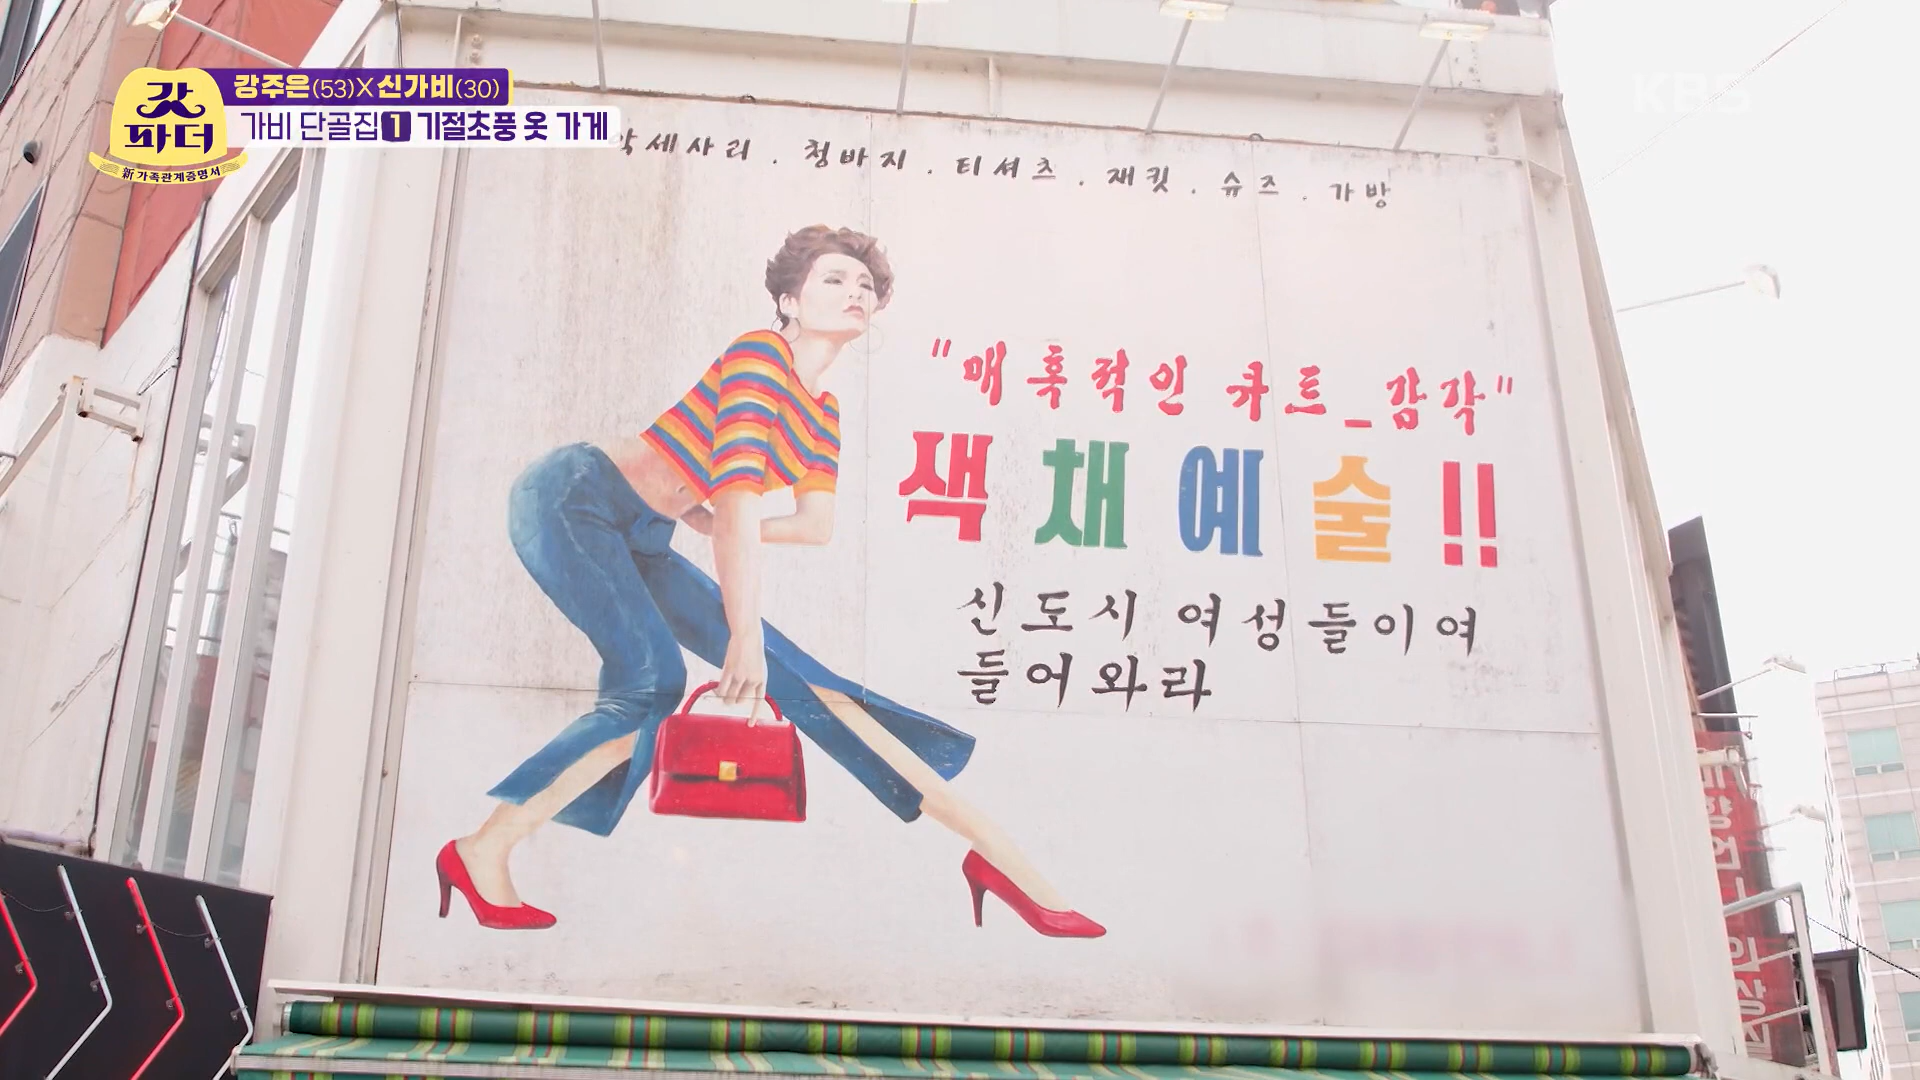 강주은(53)X신가비(30)
가비 단골집 1 기절초풍 옷 가게
갓파더
新 가족관계증명서
KBS
악세사리 . 청바지 . 티셔츠 . 재킷 . 슈즈 . 가방
"매혹적인 큐트_감각"
색채예술!!
신도시 여성들이여
들어와라